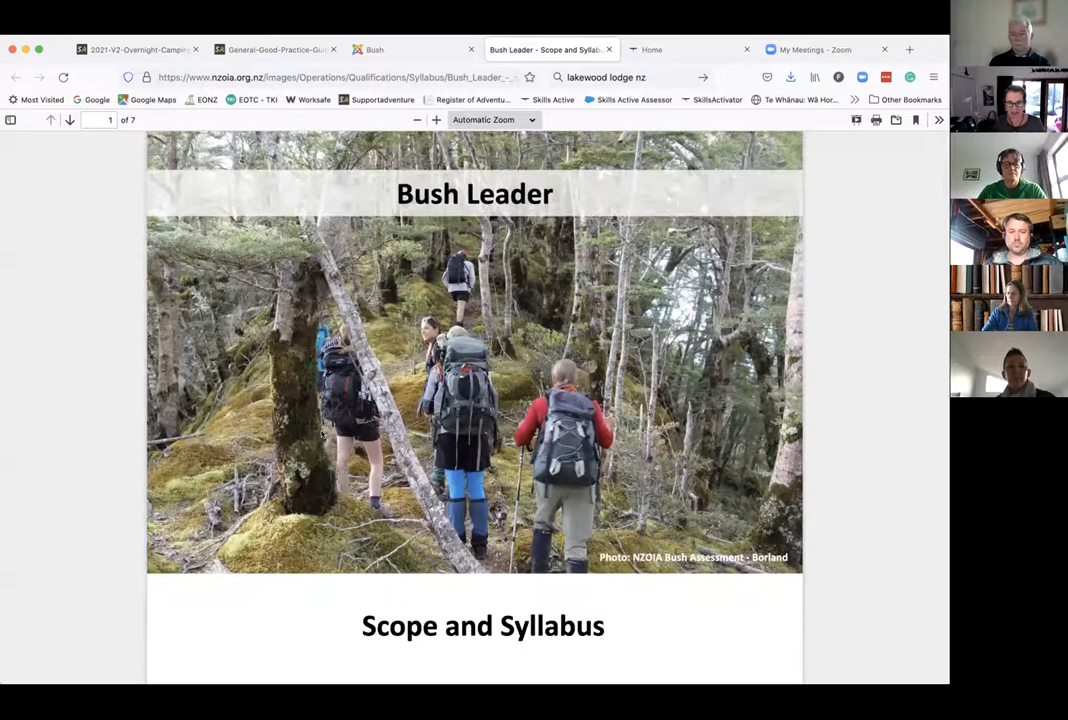 2021-V2-Overnight-Camping
General-Good-Practice-Gui
Bush
Bush Leader - Scope and Syllab
Home
My Meetings - Zoom
https://www.nzoia.org.nz/images/Operations/Qualifications/Syllabus/Bush_Leader_-_
lakewood lodge nz
Most Visited
Google
Google Maps
EONZ
EOTC - TKI
Worksafe
Supportadventure
Register of Adventu...
Skills Active
Skills Active Assessor
SkillsActivator
Te Whānau: Wā Hor...
Other Bookmarks
1 of 7
Automatic Zoom
Bush Leader
Photo: NZOIA Bush Assessment - Borland
Scope and Syllabus